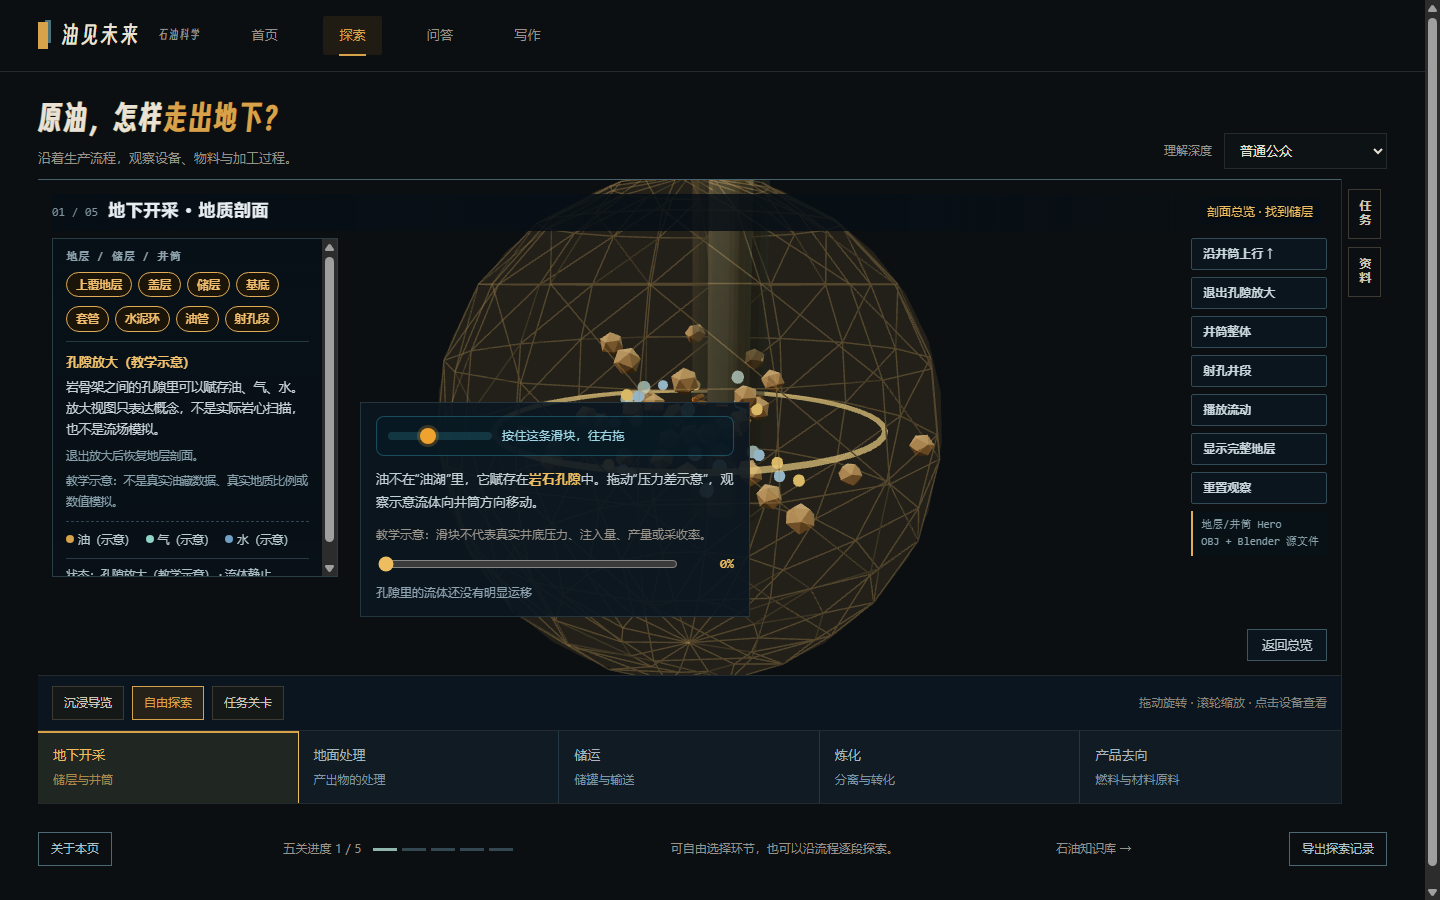 油见未来 石油科学 首页 探索 问答 写作
原油，怎样走出地下？
沿着生产流程，观察设备、物料与加工过程。
理解深度 普通公众
01 / 05 地下开采·地质剖面
剖面总览·找到储层
任务
资料
地层 / 储层 / 井筒
上覆地层 盖层 储层 基底
套管 水泥环 油管 射孔段
孔隙放大（教学示意）
岩骨架之间的孔隙里可以赋存油、气、水。
放大视图只表达概念，不是实际岩心扫描，
也不是流场模拟。
退出放大后恢复地层剖面。
教学示意：不是真实油藏数据、真实地质比例或
数值模拟。
油（示意） 气（示意） 水（示意）
状态：孔隙放大（教学示意）·流体静止
按住这条滑块，往右拖
油不在“油湖”里，它赋存在岩石孔隙中。拖动“压力差示意”，观
察示意流体向井筒方向移动。
教学示意：滑块不代表真实井底压力、注入量、产量或采收率。
0%
孔隙里的流体还没有明显运移
沿井筒上行↑
退出孔隙放大
井筒整体
射孔井段
播放流动
显示完整地层
重置观察
地层/井筒 Hero
OBJ + Blender 源文件
返回总览
沉浸导览 自由探索 任务关卡
拖动旋转·滚轮缩放·点击设备查看
地下开采 地面处理 储运 炼化 产品去向
储层与井筒 产出物的处理 储罐与输送 分离与转化 燃料与材料原料
关于本页 五关进度 1 / 5 可自由选择环节，也可以沿流程逐段探索。 石油知识库 → 导出探索记录